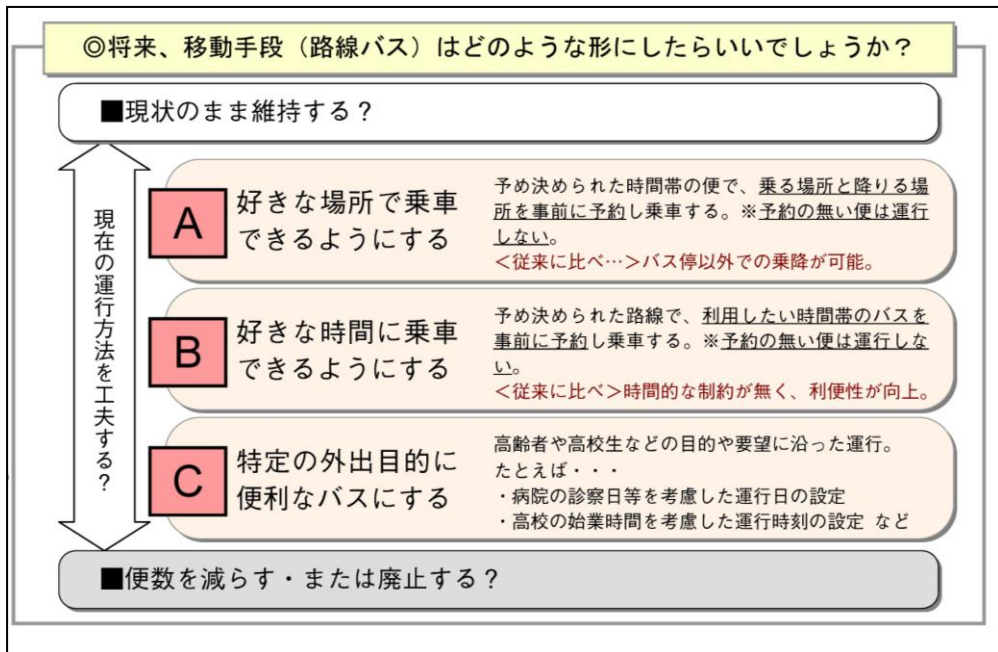 ◎将来、移動手段（路線バス）はどのような形にしたらいいでしょうか？
■現状のまま維持する？
現在の運行方法を工夫する？
A
好きな場所で乗車
できるようにする
予め決められた時間帯の便で、乗る場所と降りる場
所を事前に予約し乗車する。※予約の無い便は運行
しない。
＜従来に比べ…＞バス停以外での乗降が可能。
B
好きな時間に乗車
できるようにする
予め決められた路線で、利用したい時間帯のバスを
事前に予約し乗車する。※予約の無い便は運行しな
い。
＜従来に比べ＞時間的な制約が無く、利便性が向上。
C
特定の外出目的に
便利なバスにする
高齢者や高校生などの目的や要望に沿った運行。
たとえば・・・
・病院の診察日等を考慮した運行日の設定
・高校の始業時間を考慮した運行時刻の設定 など
■便数を減らす・または廃止する？